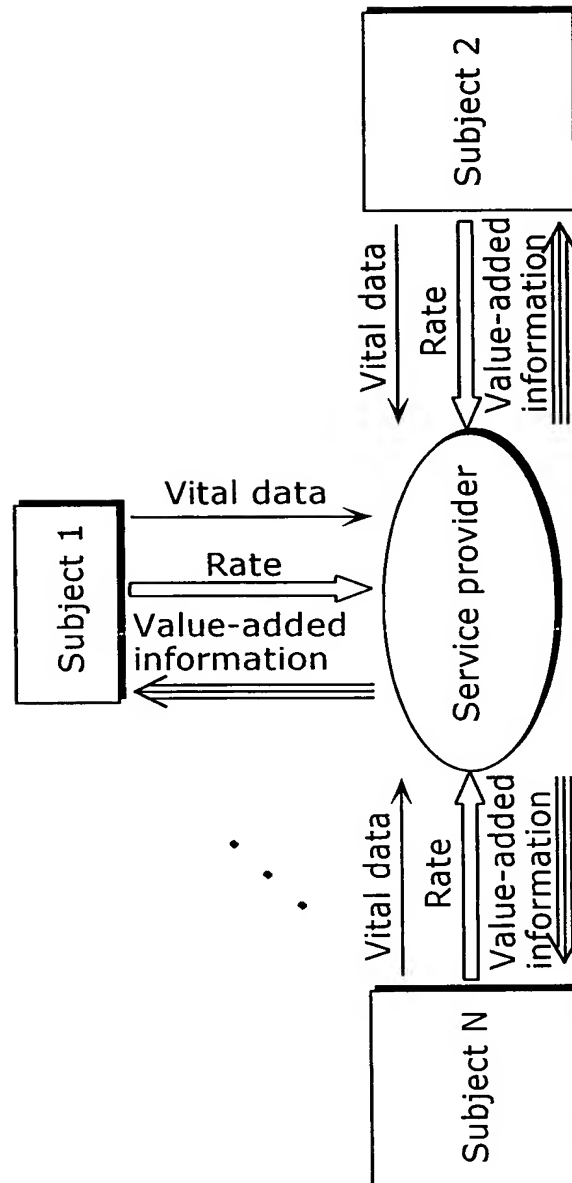 Subject 1
Vital data
Rate
Value-added
information
Subject 2
Vital data
Rate
Value-added
information
Service provider
Vital data
Rate
Value-added
information
Subject N